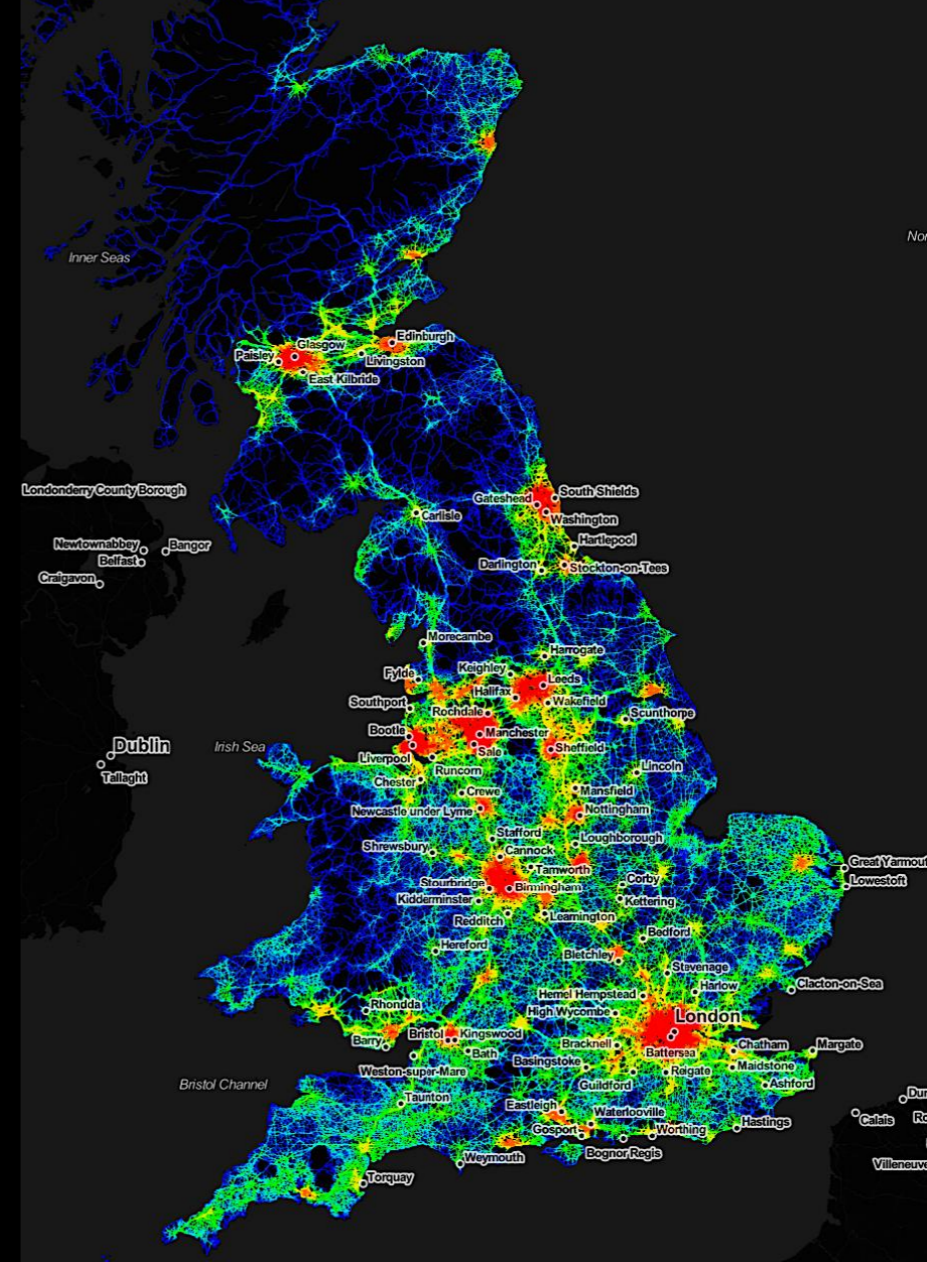 Nor
Inner Seas
Edinburgh
Glasgow
Paisley
Livingston
East Kilbride
Londonderry County Borough
South Shields
Gateshead
Carlisle
Washington
Hartlepool
Newtownabbey
Bangor
Belfast
Darlington
Stockton-on-Tees
Craigavon
Morecambe
Harrogate
Keighley
Fylde
Leeds
Halifax
Southport
Wakefield
Rochdale
Scunthorpe
Bootle
Manchester
Dublin
Irish Sea
Sale
Sheffield
Liverpool
Runcorn
Lincoln
Tallaght
Chester
Crewe
Mansfield
Newcastle under Lyme
Nottingham
Stafford
Loughborough
Shrewsbury
Cannock
Great Yarmout
Tamworth
Corby
Lowestoft
Stourbridge
Birmingham
Kidderminster
Kettering
Redditch
Leamington
Bedford
Hereford
Bletchley
Stevenage
Harlow
Clacton-on-Sea
Hemel Hempstead
Rhondda
High Wycombe
London
Bristol
Kingswood
Barry
Bracknell
Battersea
Chatham
Margate
Bath
Basingstoke
Maidstone
Weston-super-Mare
Reigate
Guildford
Ashford
Bristol Channel
Dun
Taunton
Eastleigh
Waterlooville
Calais
Ro
Hastings
Gosport
Worthing
Bognor Regis
Weymouth
Villeneuve
Torquay